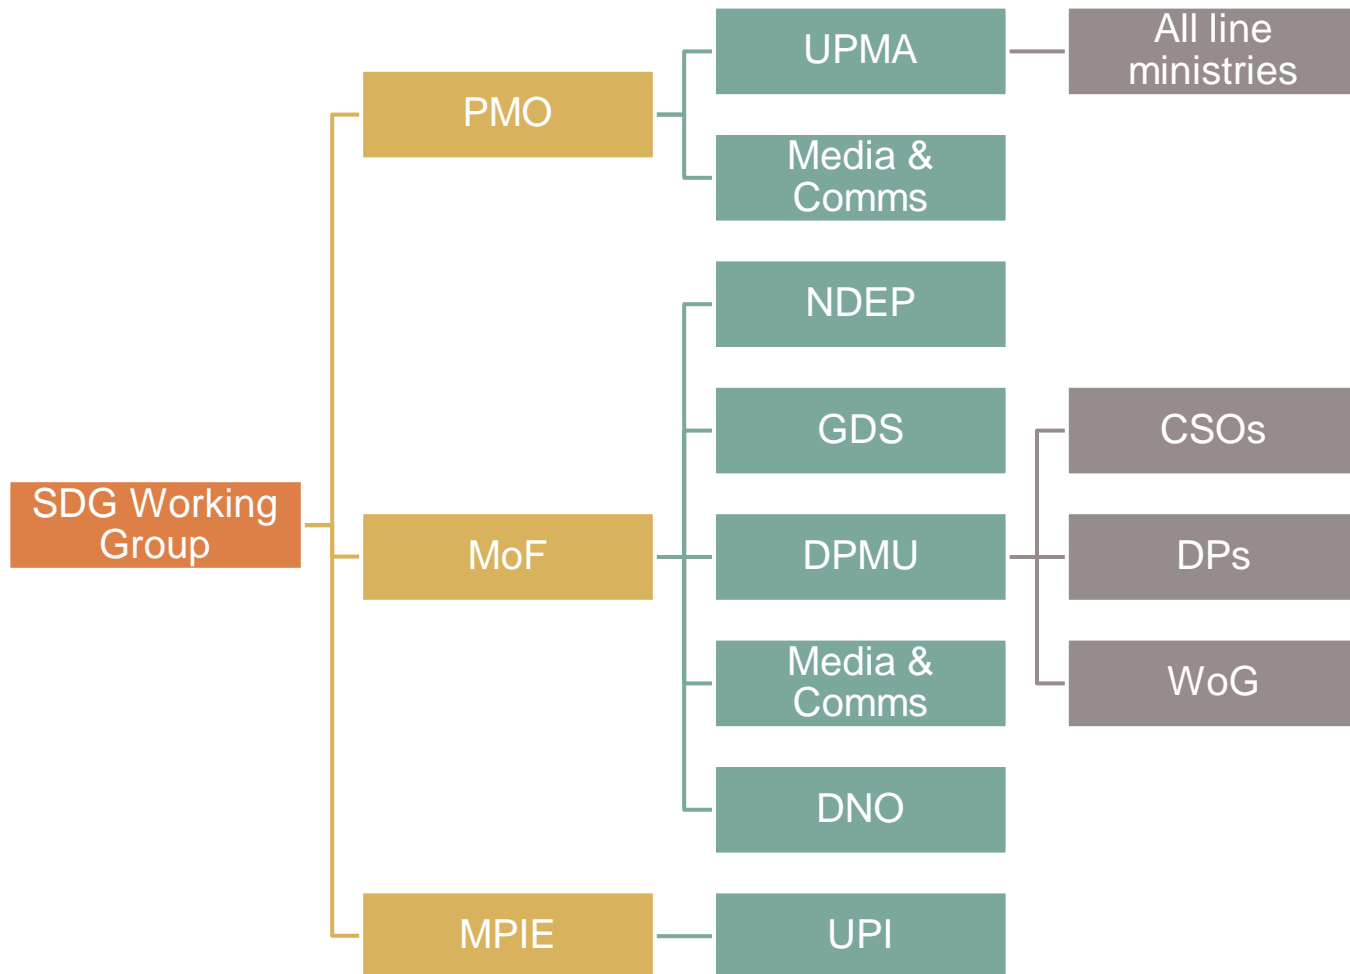 SDG Working
Group
PMO
UPMA
All line
ministries
Media &
Comms
MoF
NDEP
GDS
DPMU
CSOs
DPs
WoG
Media &
Comms
DNO
MPIE
UPI